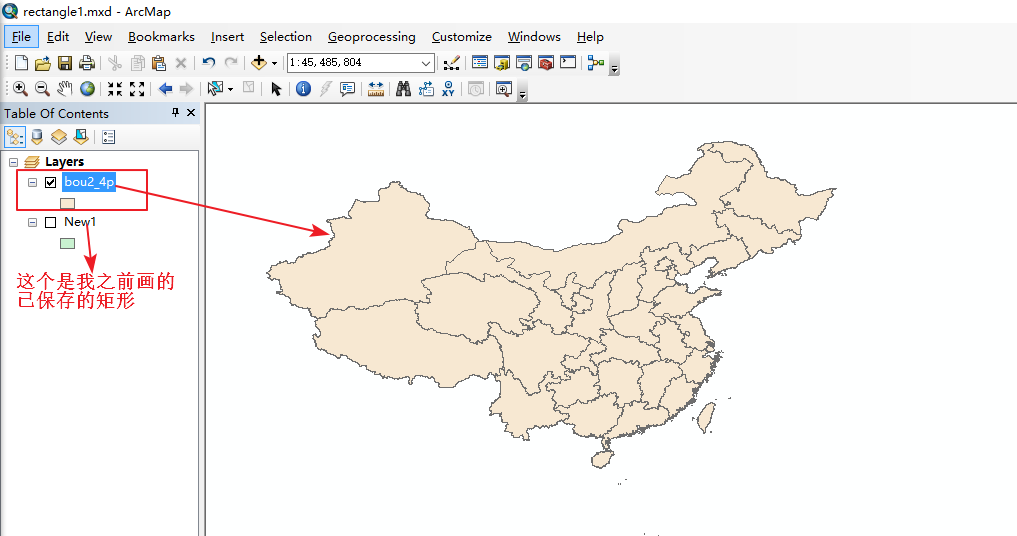 rectangle1.mxd - ArcMap
File Edit View Bookmarks Insert Selection Geoprocessing Customize Windows Help
1:45,485,804
Table Of Contents
Layers
bou2_4p
New1
这个是我之前画的
已保存的矩形